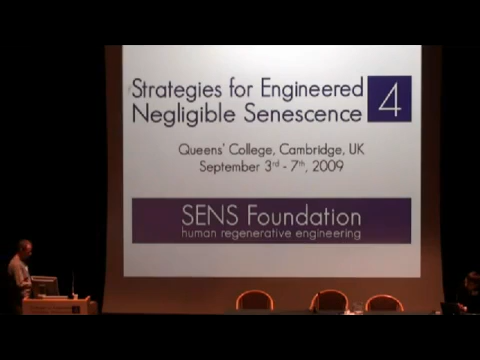 Strategies for Engineered
Negligible Senescence 4
Queens' College, Cambridge, UK
September 3rd - 7th, 2009
SENS Foundation
human regenerative engineering